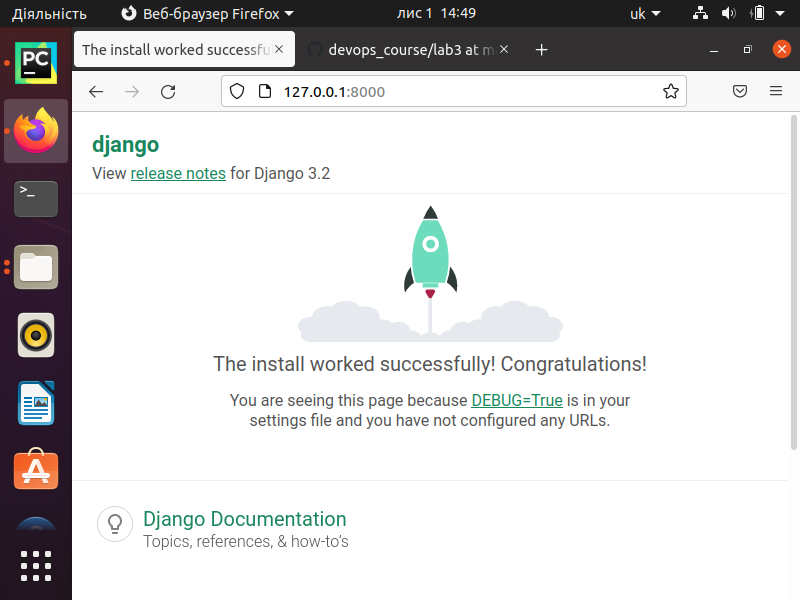 Діяльність Веб-браузер Firefox лис 1 14:49 uk
The install worked successfu devops_course/lab3 at m
127.0.0.1:8000
PC
>_
django
View release notes for Django 3.2
The install worked successfully! Congratulations!
You are seeing this page because DEBUG=True is in your
settings file and you have not configured any URLs.
Django Documentation
Topics, references, & how-to's